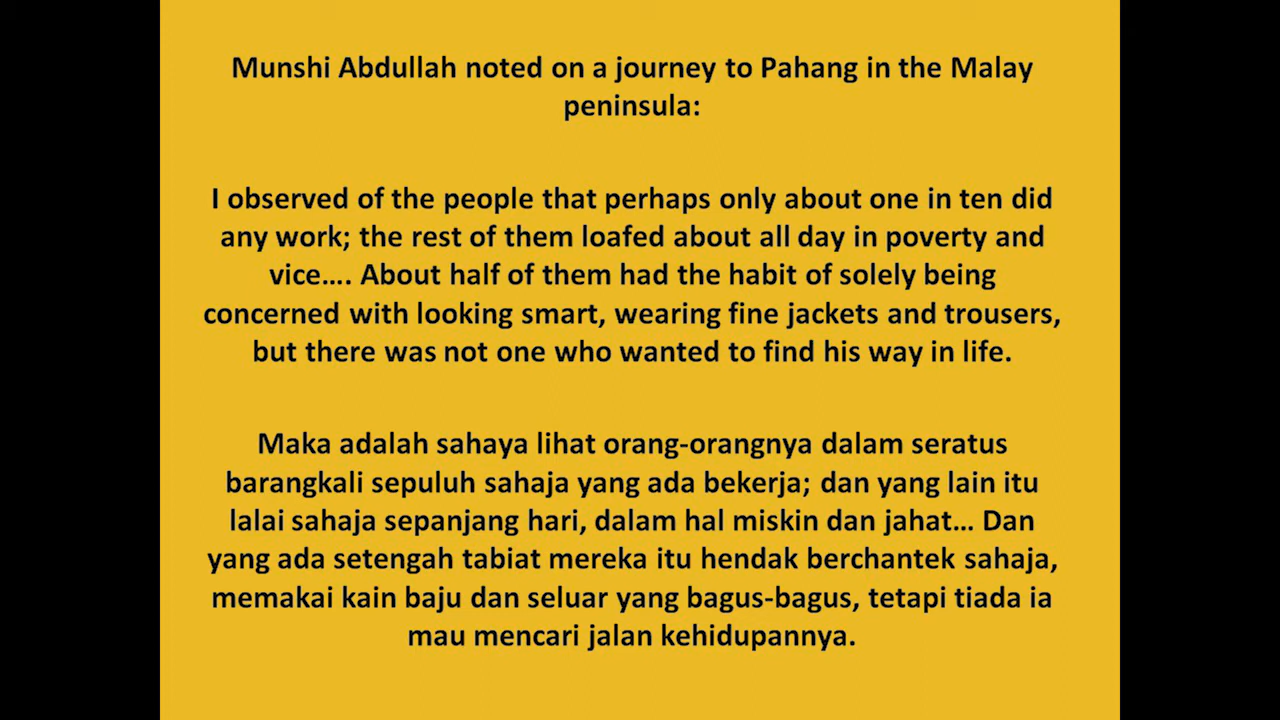 Munshi Abdullah noted on a journey to Pahang in the Malay
peninsula:
I observed of the people that perhaps only about one in ten did
any work; the rest of them loafed about all day in poverty and
vice…. About half of them had the habit of solely being
concerned with looking smart, wearing fine jackets and trousers,
but there was not one who wanted to find his way in life.
Maka adalah sahaya lihat orang-orangnya dalam seratus
barangkali sepuluh sahaja yang ada bekerja; dan yang lain itu
lalai sahaja sepanjang hari, dalam hal miskin dan jahat… Dan
yang ada setengah tabiat mereka itu hendak berchantek sahaja,
memakai kain baju dan seluar yang bagus-bagus, tetapi tiada ia
mau mencari jalan kehidupannya.